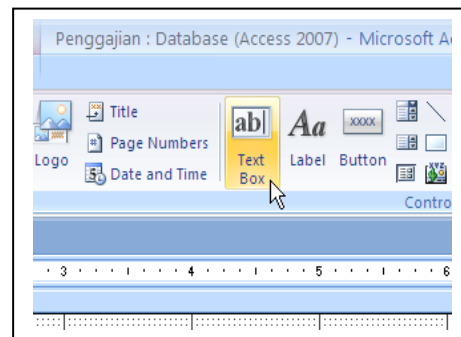 Penggajian : Database (Access 2007) - Microsoft A
Title
Page Numbers
Date and Time
Logo
ab|
Text
Box
Aa
Label
xxxx
Button
XYZ
Contro
3 4 5 6